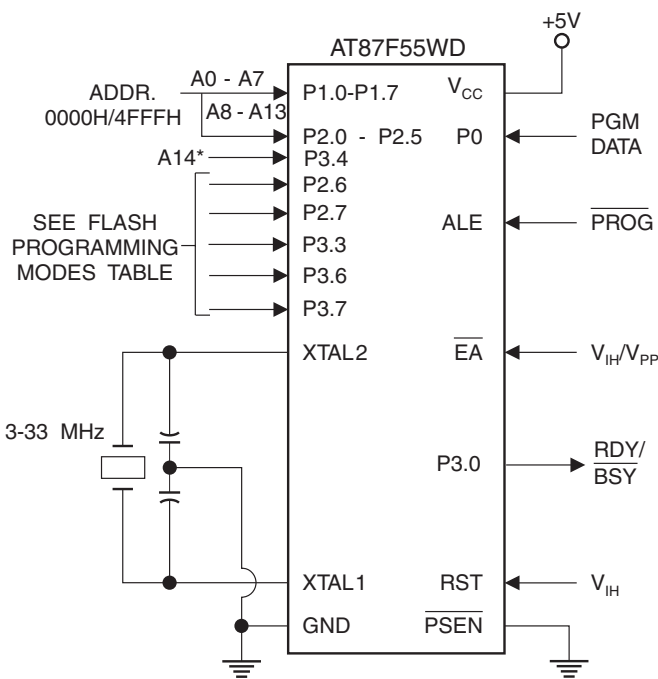 +5V
AT87F55WD
ADDR.
0000H/4FFFH
A0 - A7
A8 - A13
A14*
SEE FLASH
PROGRAMMING
MODES TABLE
3-33 MHz
P1.0-P1.7
P2.0 - P2.5
P3.4
P2.6
P2.7
P3.3
P3.6
P3.7
XTAL2
XTAL1
GND
VCC
P0
ALE
EA
P3.0
RST
PSEN
PGM
DATA
PROG
VIH/VPP
RDY/
BSY
VIH